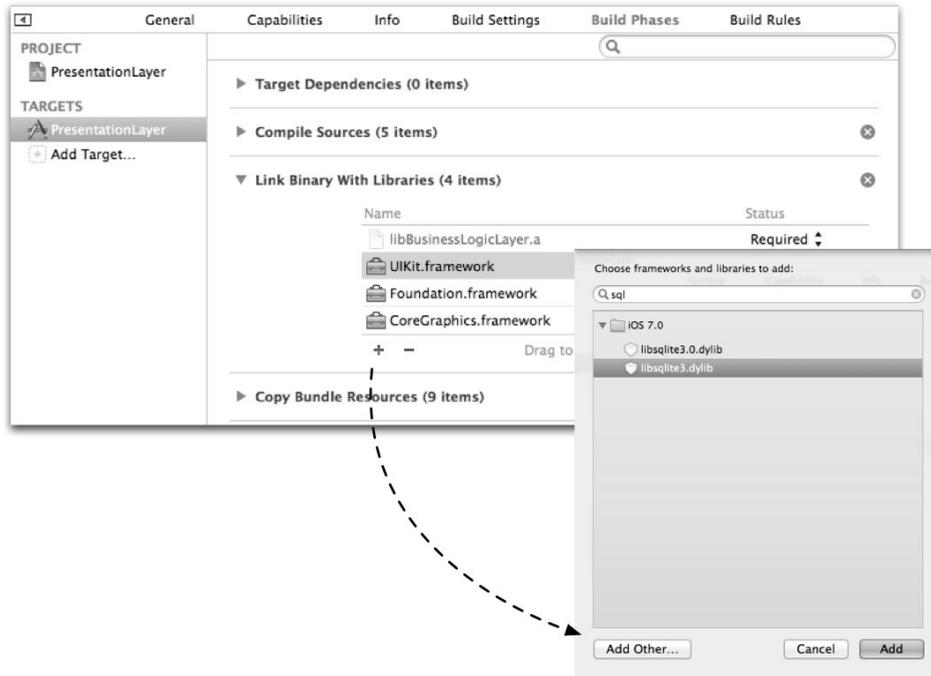 General Capabilities Info Build Settings Build Phases Build Rules
PROJECT
PresentationLayer
TARGETS
PresentationLayer
Add Target...
Target Dependencies (0 items)
Compile Sources (5 items)
Link Binary With Libraries (4 items)
Name Status
libBusinessLogicLayer.a Required
UIKit.framework
Foundation.framework
CoreGraphics.framework
+ − Drag to
Copy Bundle Resources (9 items)
Choose frameworks and libraries to add:
sql
iOS 7.0
libsqlite3.0.dylib
libsqlite3.dylib
Add Other... Cancel Add